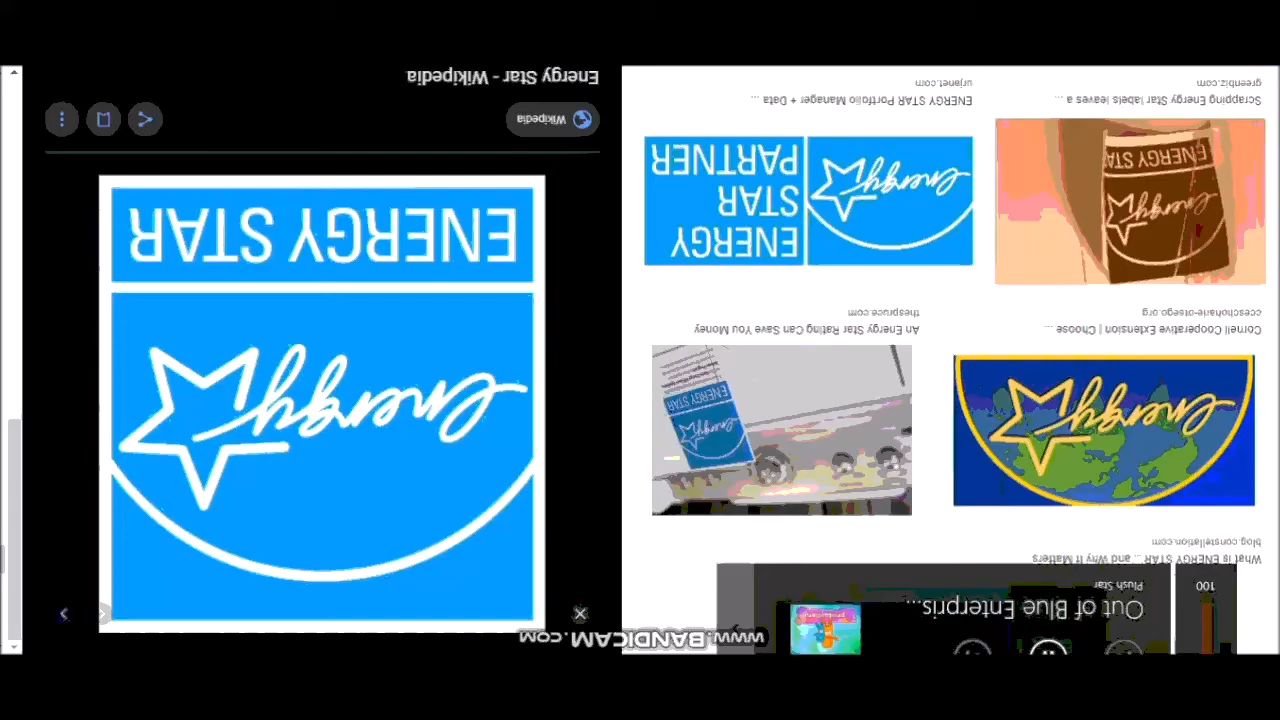 www.BANDICAM.com
Out of Blue Enterpris...
Plush Star
100
What is ENERGY STAR ... and Why It Matters
blog.constellation.com
energy
Cornell Cooperative Extension | Choose ...
cceschoharie-otsego.org
energy
ENERGY STAR
An Energy Star Rating Can Save You Money
thespruce.com
energy
ENERGY STAR
Scrapping Energy Star labels leaves a ...
greenbiz.com
energy
ENERGY
STAR
PARTNER
ENERGY STAR Portfolio Manager + Data ...
urjanet.com
energy
ENERGY STAR
Wikipedia
Energy Star - Wikipedia